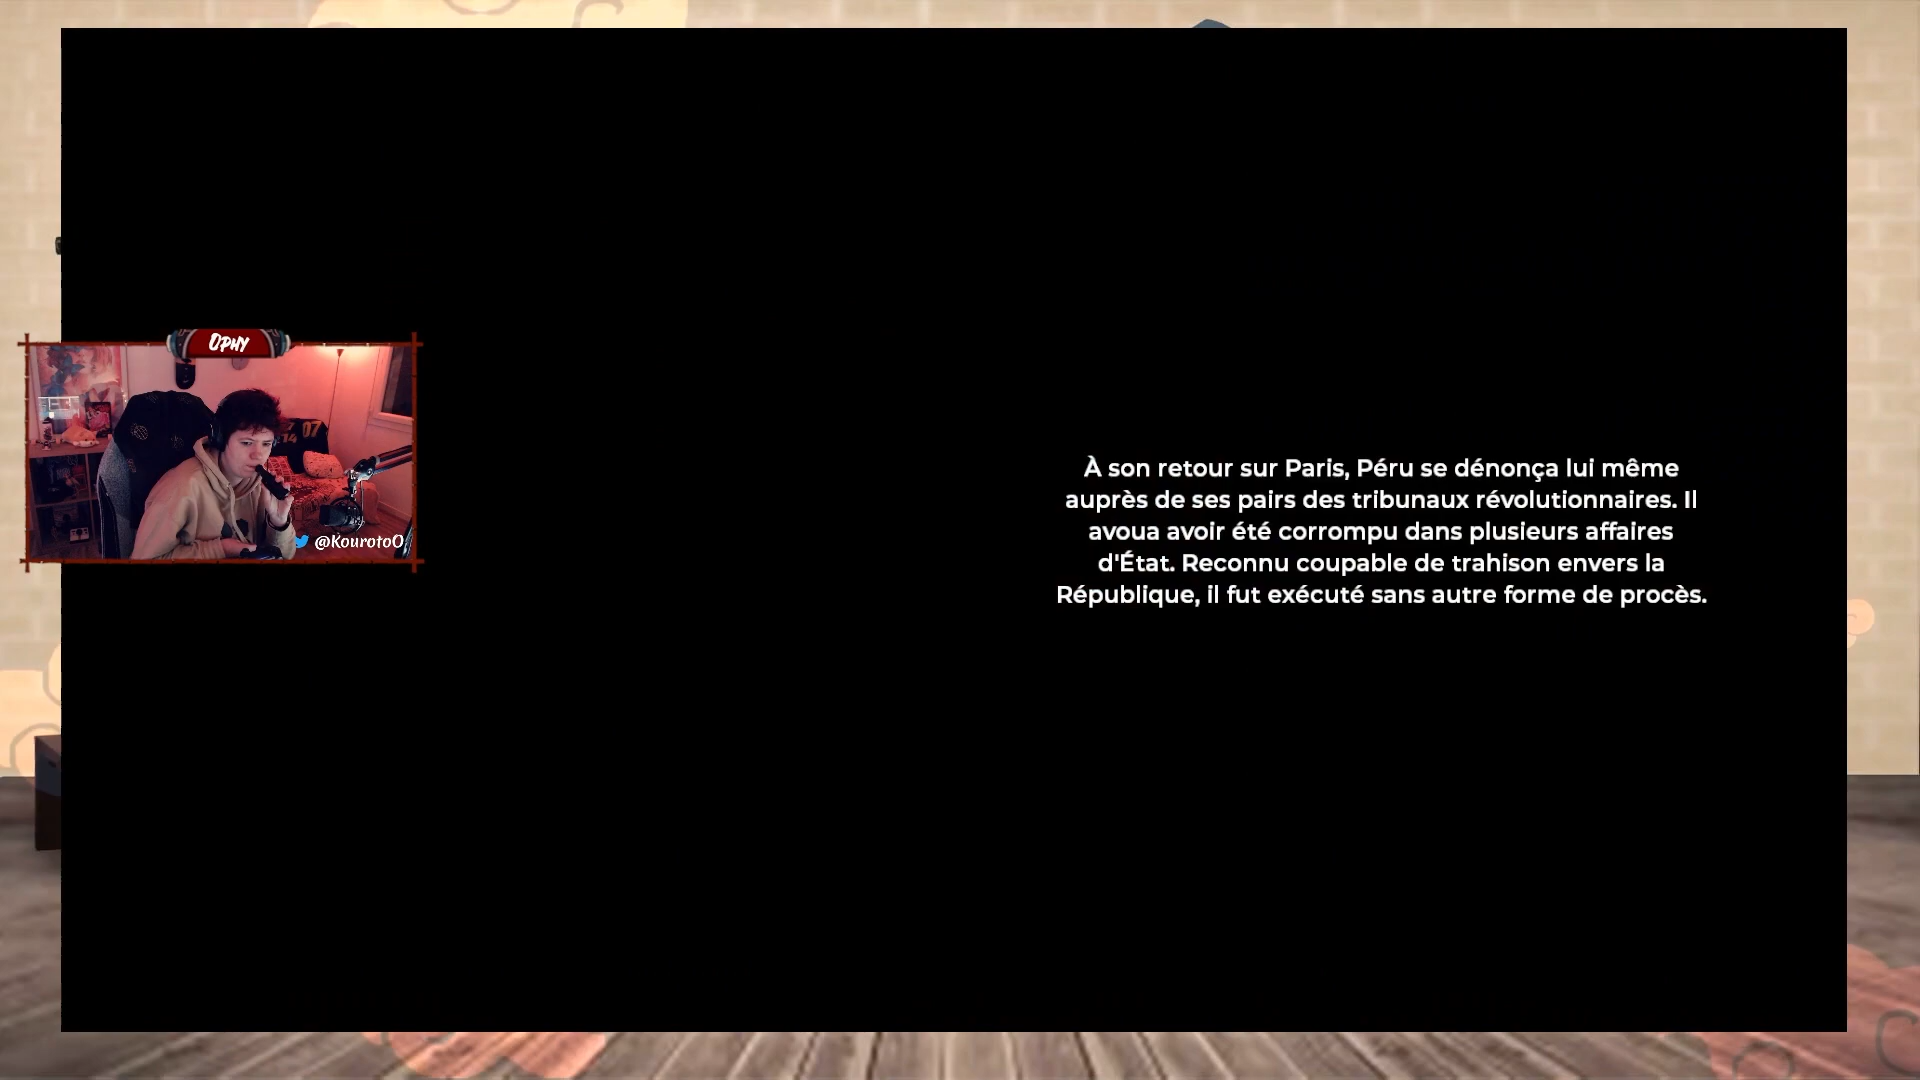 OPHY
07
14
@KourotoO
À son retour sur Paris, Péru se dénonça lui même
auprès de ses pairs des tribunaux révolutionnaires. Il
avoua avoir été corrompu dans plusieurs affaires
d'État. Reconnu coupable de trahison envers la
République, il fut exécuté sans autre forme de procès.